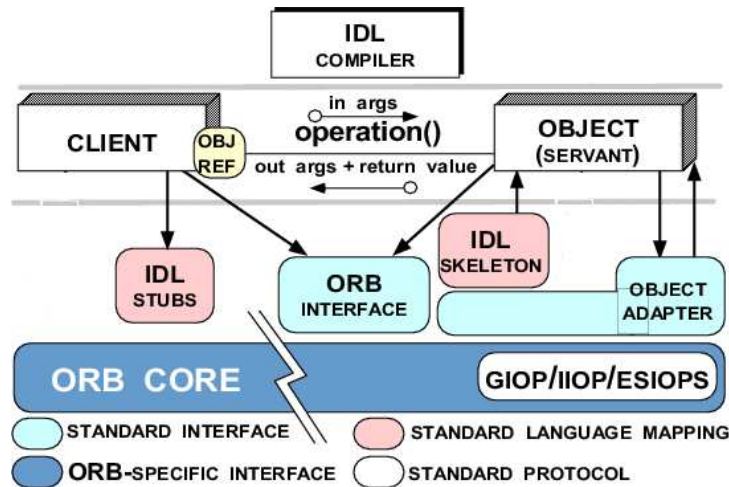 IDL
COMPILER
in args
operation()
out args + return value
CLIENT
OBJ
REF
OBJECT
(SERVANT)
IDL
STUBS
ORB
INTERFACE
IDL
SKELETON
OBJECT
ADAPTER
ORB CORE
GIOP/IIOP/ESIOPS
STANDARD INTERFACE
STANDARD LANGUAGE MAPPING
ORB-SPECIFIC INTERFACE
STANDARD PROTOCOL